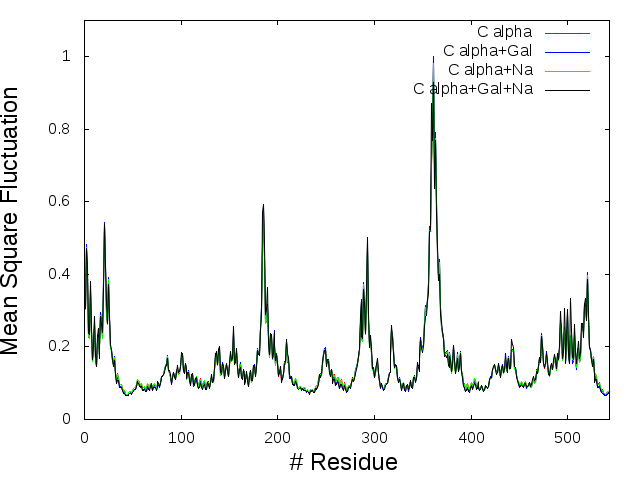 C alpha
C alpha+Gal
C alpha+Na
C alpha+Gal+Na
Mean Square Fluctuation
1
0.8
0.6
0.4
0.2
0
0 100 200 300 400 500
# Residue